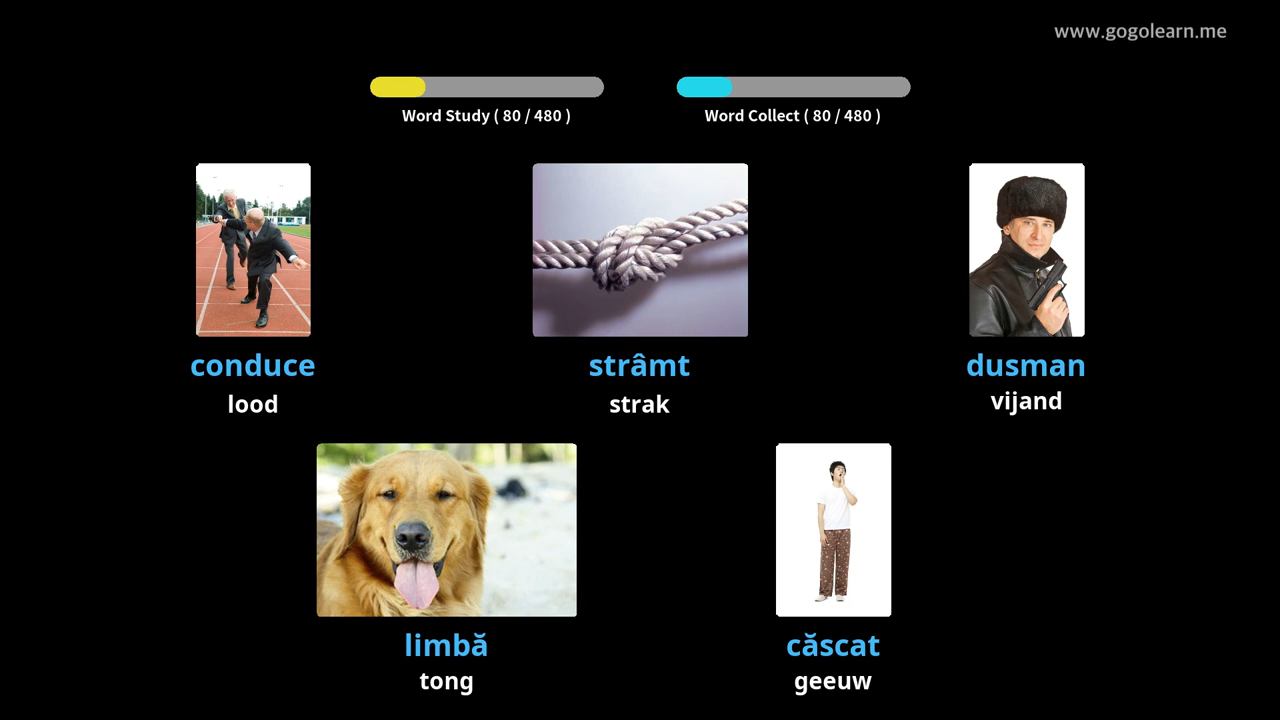 www.gogolearn.me
Word Study ( 80 / 480 )
Word Collect ( 80 / 480 )
conduce
lood
strâmt
strak
dusman
vijand
limbă
tong
căscat
geeuw